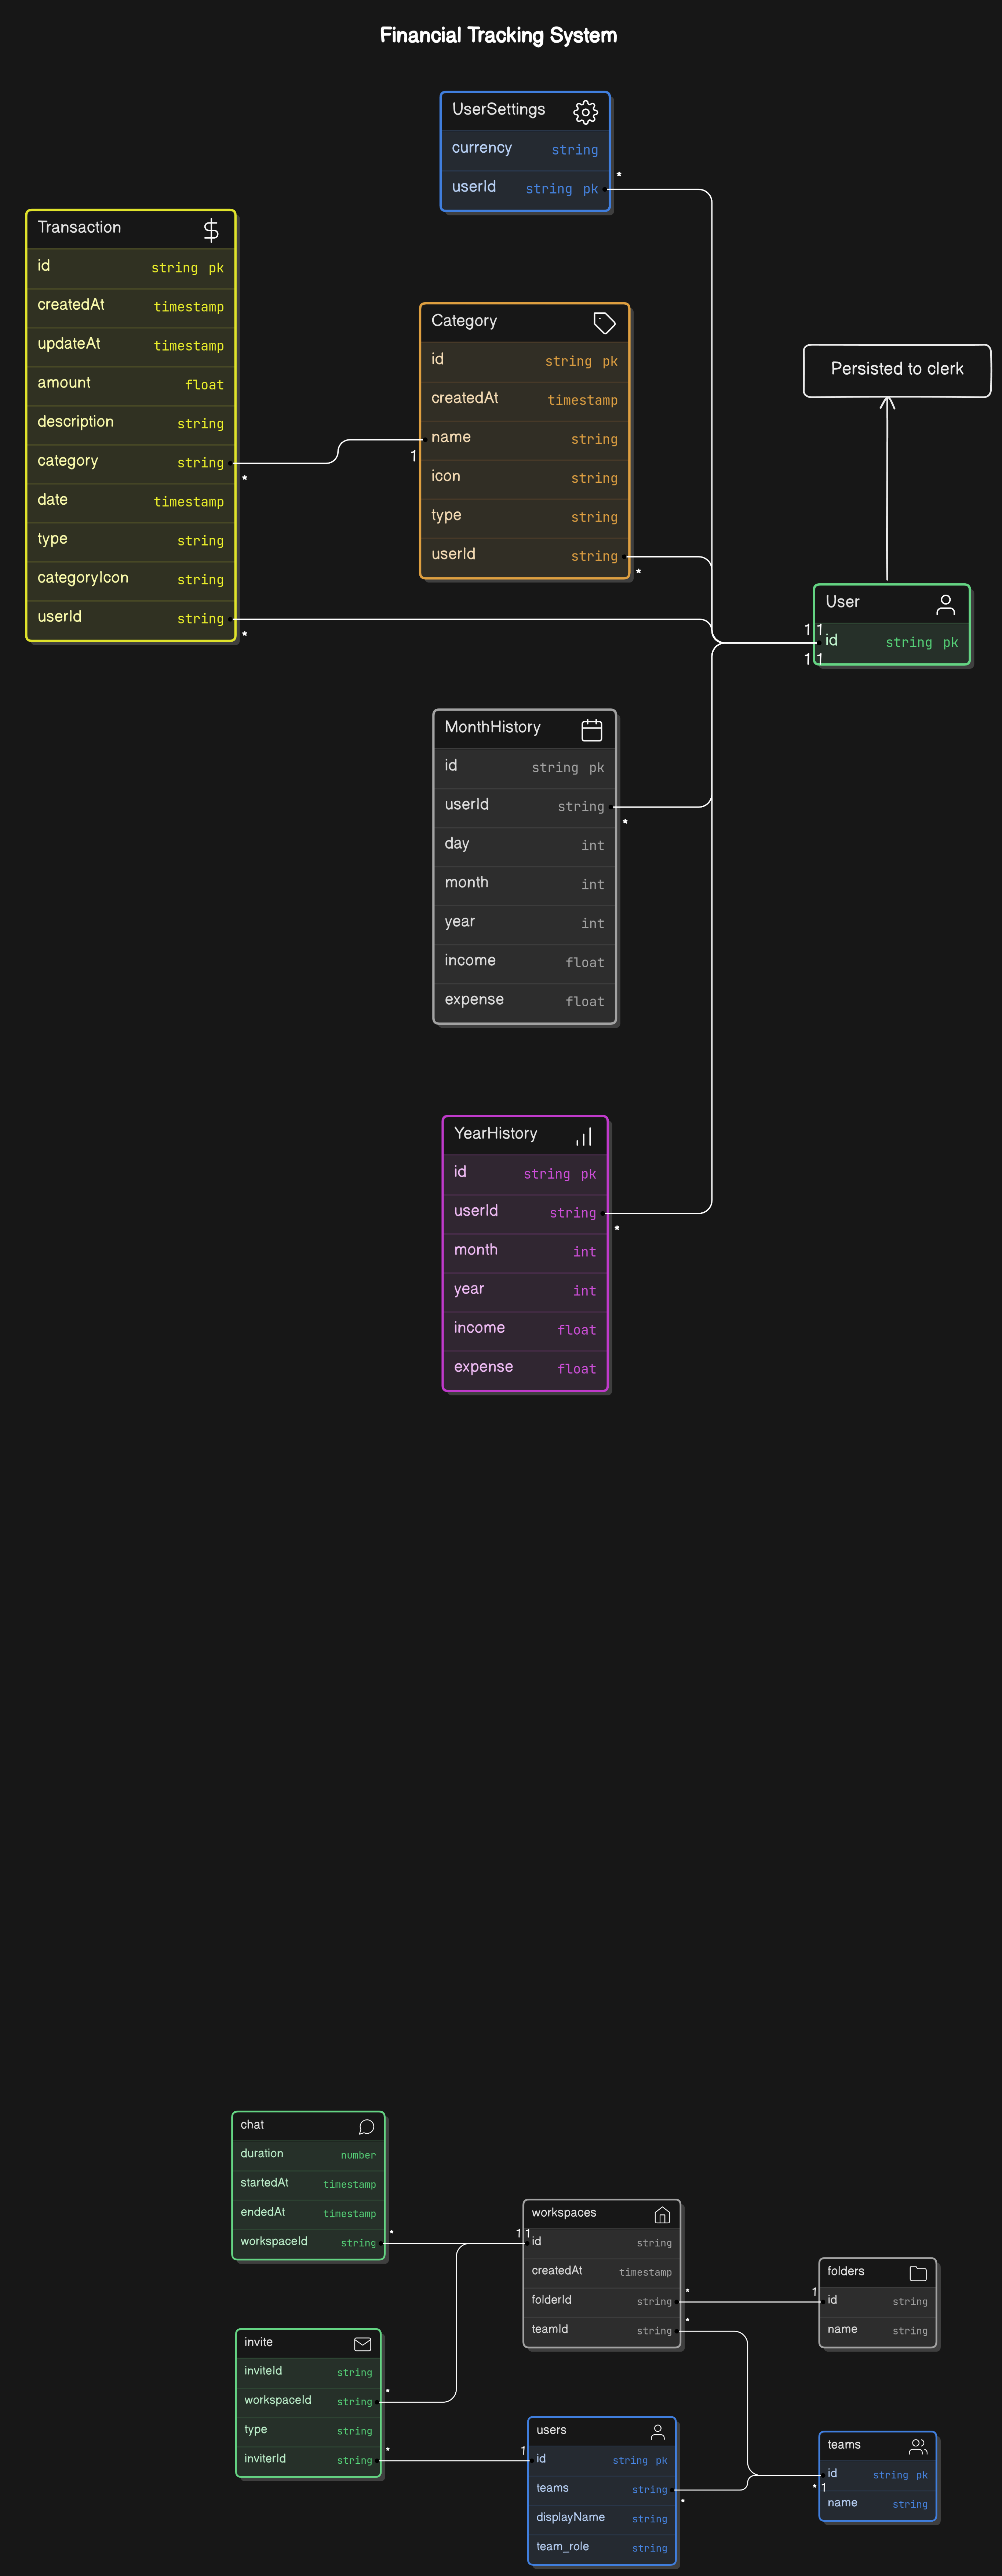 Financial Tracking System
UserSettings
currency string
userId string pk
*
Transaction
id string pk
createdAt timestamp
updateAt timestamp
amount float
description string
category string
*
date timestamp
type string
categoryIcon string
userId string
*
Category
id string pk
createdAt timestamp
name string
1
icon string
type string
userId string
*
Persisted to clerk
User
1 1
id string pk
1 1
MonthHistory
id string pk
userId string
*
day int
month int
year int
income float
expense float
YearHistory
id string pk
userId string
*
month int
year int
income float
expense float
chat
duration number
startedAt timestamp
endedAt timestamp
workspaceId string
*
workspaces
1 1
id string
createdAt timestamp
folderId string
*
teamId string
*
folders
1
id string
name string
invite
inviteId string
workspaceId string
*
type string
inviterId string
*
users
1
id string pk
teams string
*
displayName string
team_role string
teams
id string pk
* 1
name string